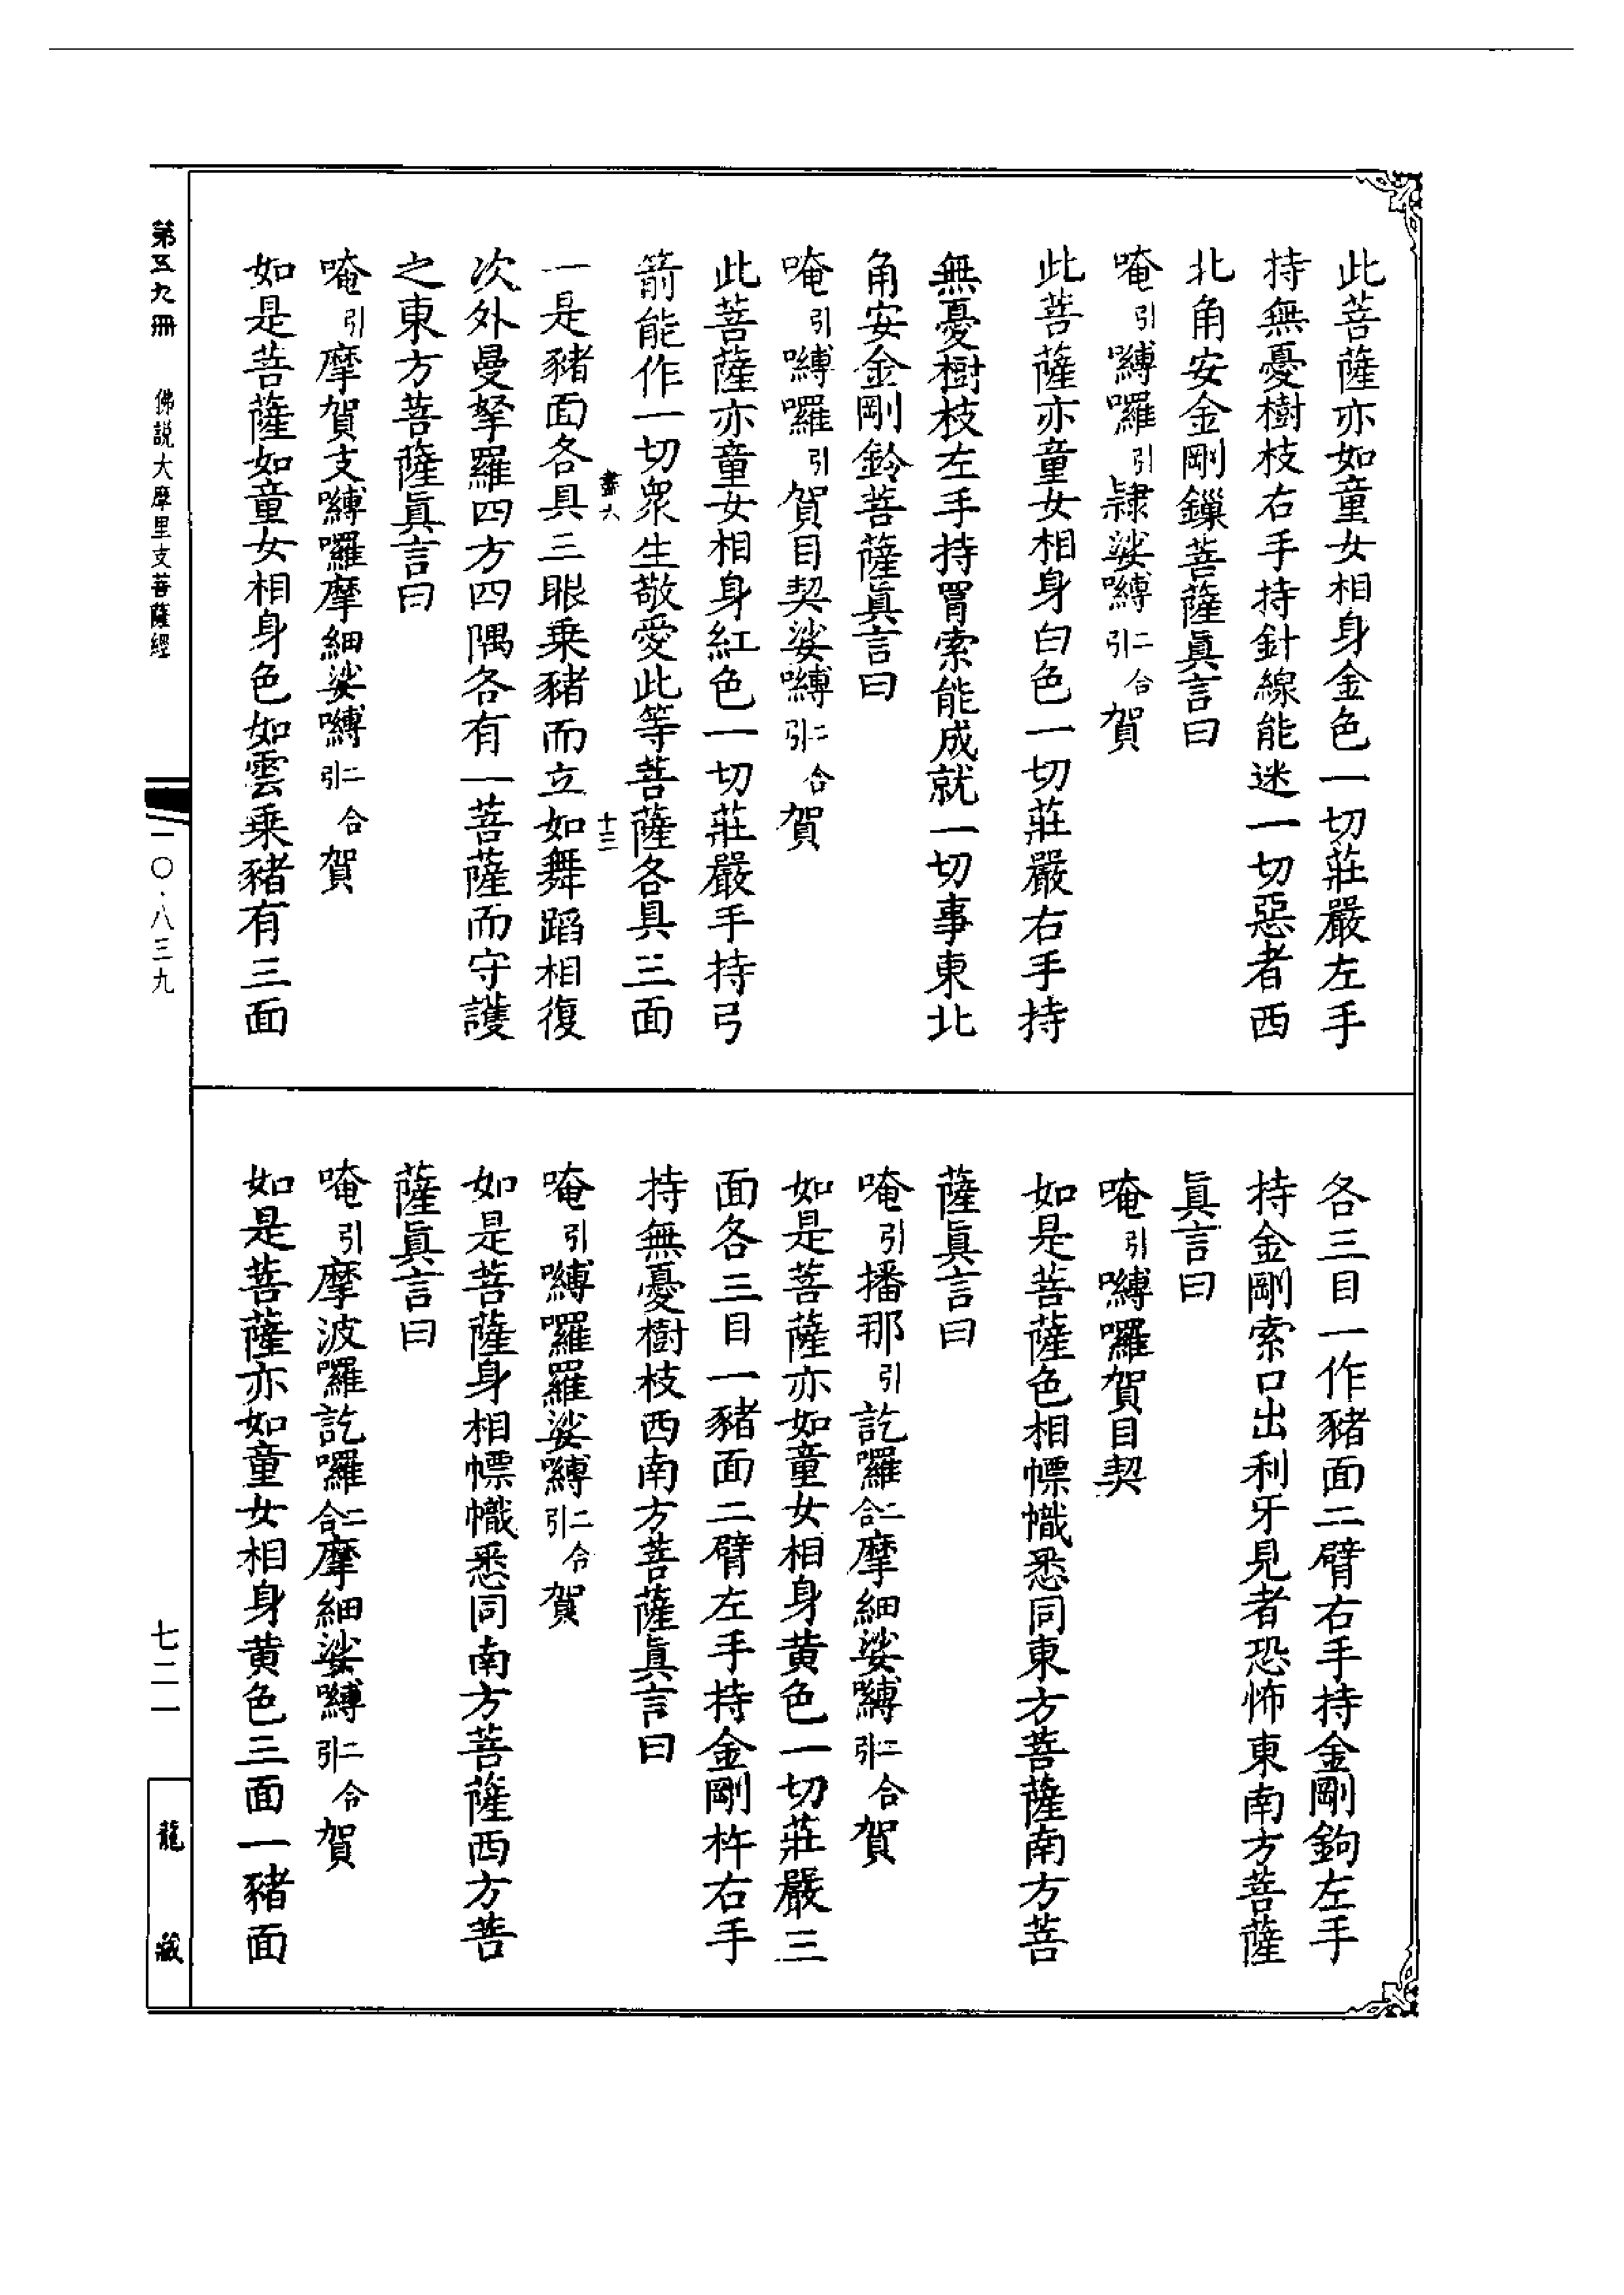 此菩薩亦如童女相身金色一切莊嚴左手
持無憂樹枝右手持針線能迷一切惡者西
北角安金剛鏁菩薩眞言曰
唵引嚩囉引隷娑嚩引二合賀
此菩薩亦童女相身白色一切莊嚴右手持
無憂樹枝左手持罥索能成就一切事東北
角安金剛鈴菩薩眞言曰
唵引嚩囉引賀目契娑嚩引二合賀
此菩薩亦童女相身紅色一切莊嚴手持弓
箭能作一切衆生敬愛此等菩薩各具三面
晝六 十三
一是豬面各具三眼乗豬而立如舞蹈相復
次外曼拏羅四方四隅各有一菩薩而守護
之東方菩薩眞言曰
唵引摩賀支嚩囉摩細娑嚩引二合賀
如是菩薩如童女相身色如雲乗豬有三面
各三目一作豬面二臂右手持金剛鉤左手
持金剛索口出利牙見者恐怖東南方菩薩
眞言曰
唵引嚩囉賀目契
如是菩薩色相幖幟悉同東方菩薩南方菩
薩眞言曰
唵引播那引訖囉二合摩細娑嚩引二合賀
如是菩薩亦如童女相身黄色一切莊嚴三
面各三目一豬面二臂左手持金剛杵右手
持無憂樹枝西南方菩薩眞言曰
唵引嚩囉羅娑嚩引二合賀
如是菩薩身相幖幟悉同南方菩薩西方菩
薩眞言曰
唵引摩波囉訖囉二合摩細娑嚩引二合賀
如是菩薩亦如童女相身黄色三面一豬面
第五九冊 佛説大摩里支菩薩經 一〇·八三九 七二一 龍藏